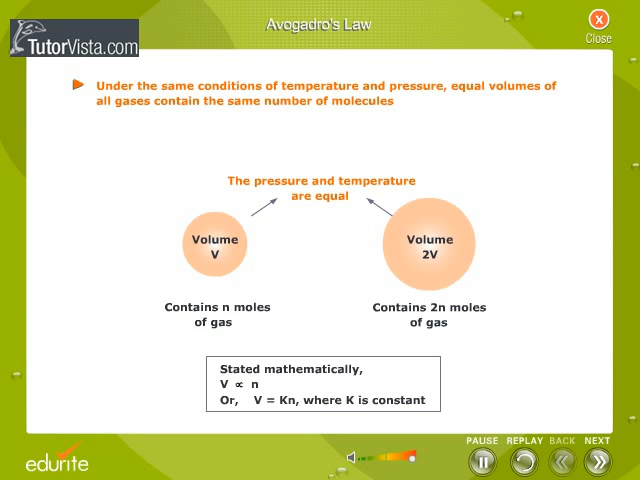 Avogadro's Law
X
Close
TutorVista.com
Under the same conditions of temperature and pressure, equal volumes of
all gases contain the same number of molecules
The pressure and temperature
are equal
Volume
V
Volume
2V
Contains n moles
of gas
Contains 2n moles
of gas
Stated mathematically,
V ∝ n
Or, V = Kn, where K is constant
PAUSE REPLAY BACK NEXT
edurite